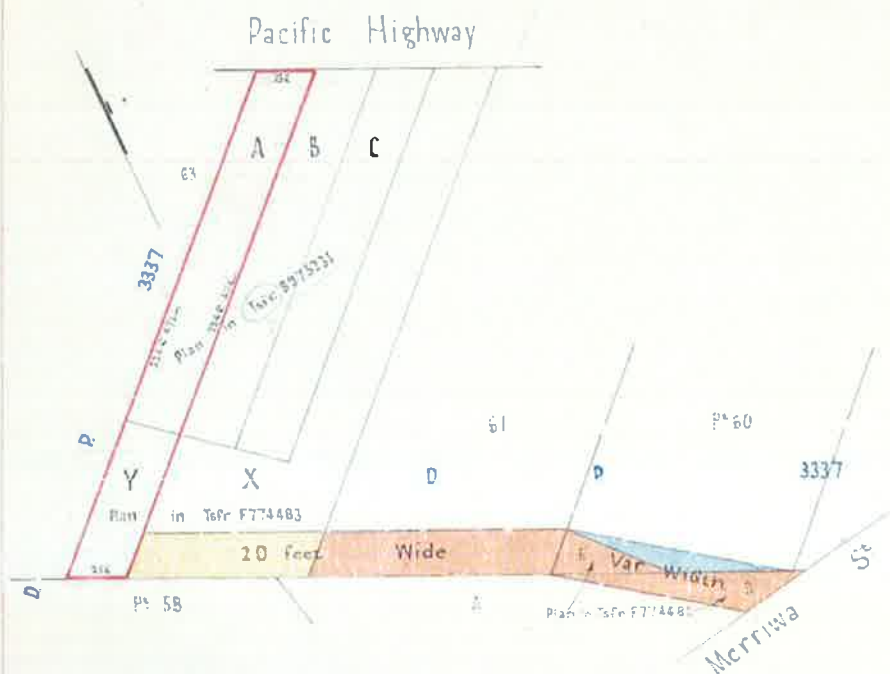 Pacific Highway
A
B
C
63
3337
Plan in Tsfr B975231
61
Pt 60
D
D
3337
Y
X
Plan in Tsfr F774483
20 feet Wide
Var Width
St
Merriwa
D.
Pt 58
Plan in Tsfr